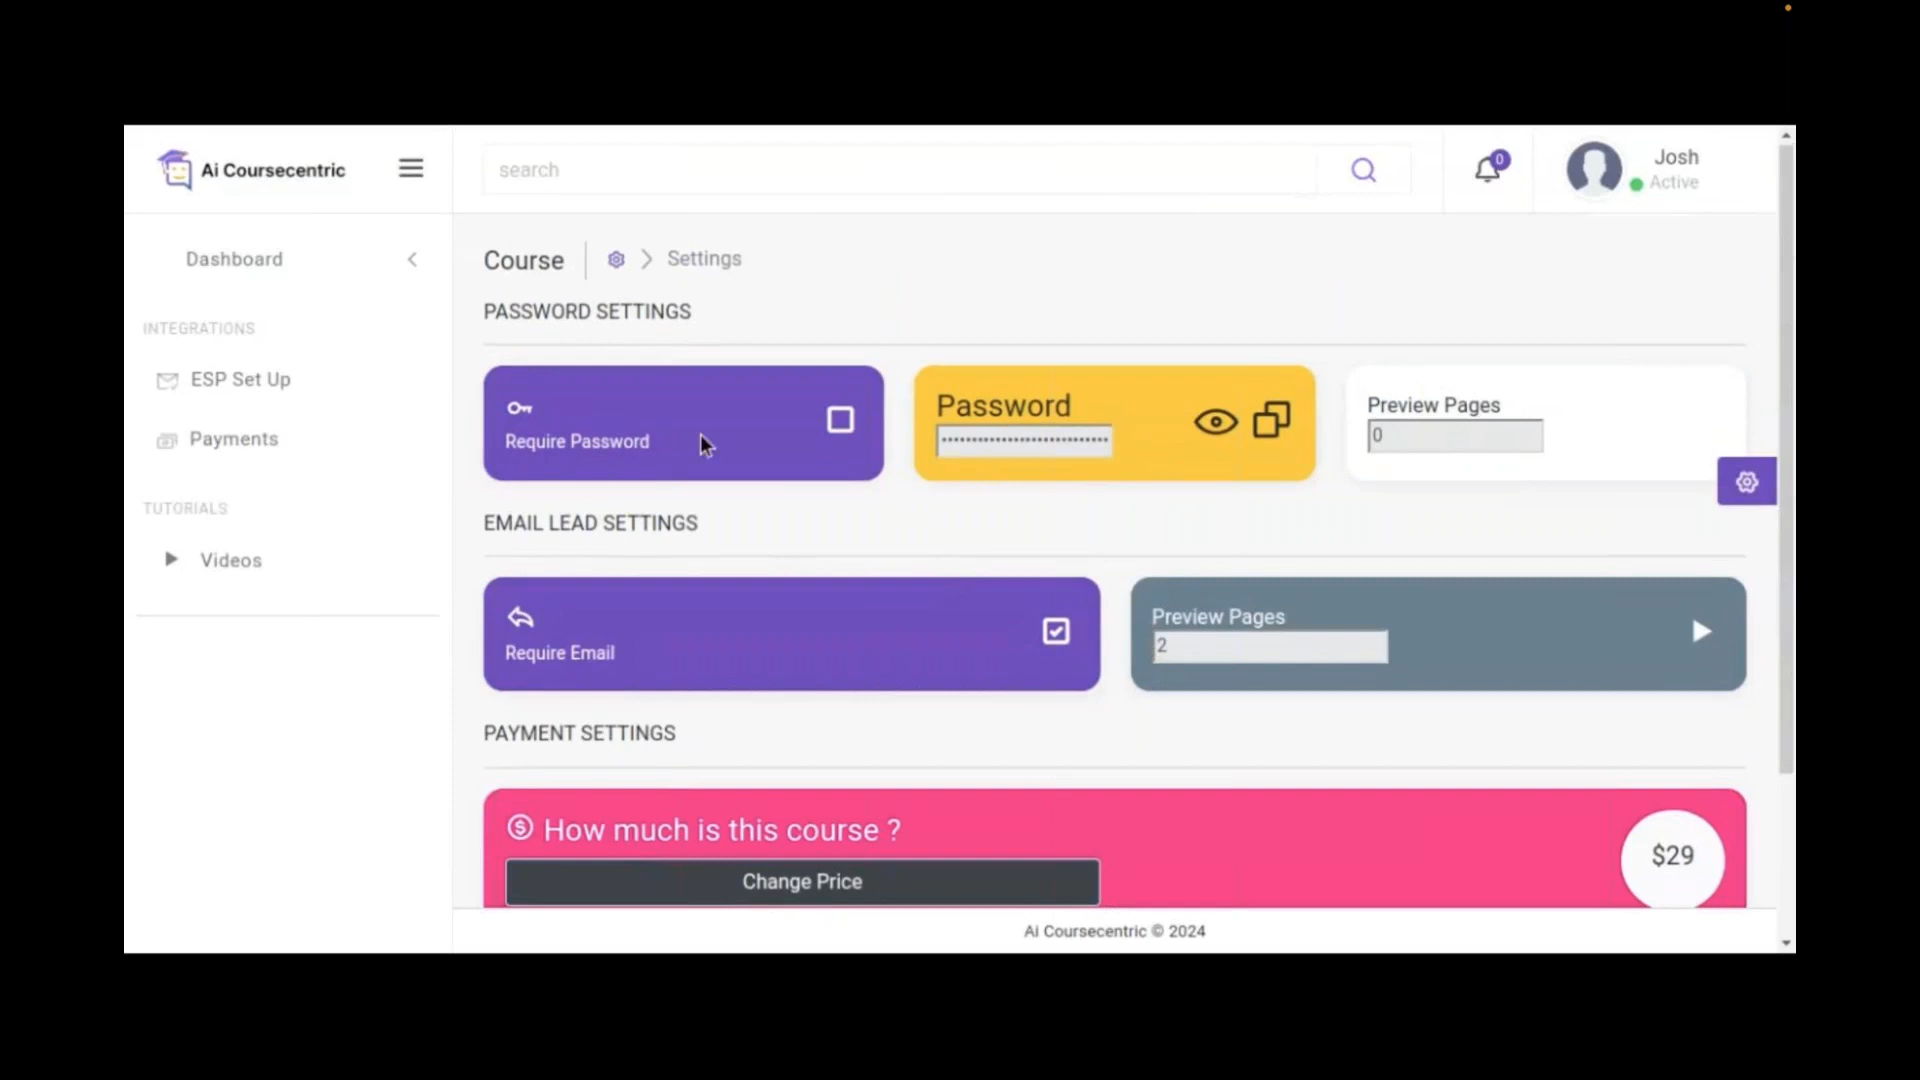 Ai Coursecentric
search
0
Josh
Active
Dashboard
Course
Settings
PASSWORD SETTINGS
INTEGRATIONS
ESP Set Up
Payments
TUTORIALS
Videos
Require Password
Password
••••••••••••••••••••••••••••
Preview Pages
0
EMAIL LEAD SETTINGS
Require Email
Preview Pages
2
PAYMENT SETTINGS
How much is this course ?
Change Price
$29
Ai Coursecentric © 2024